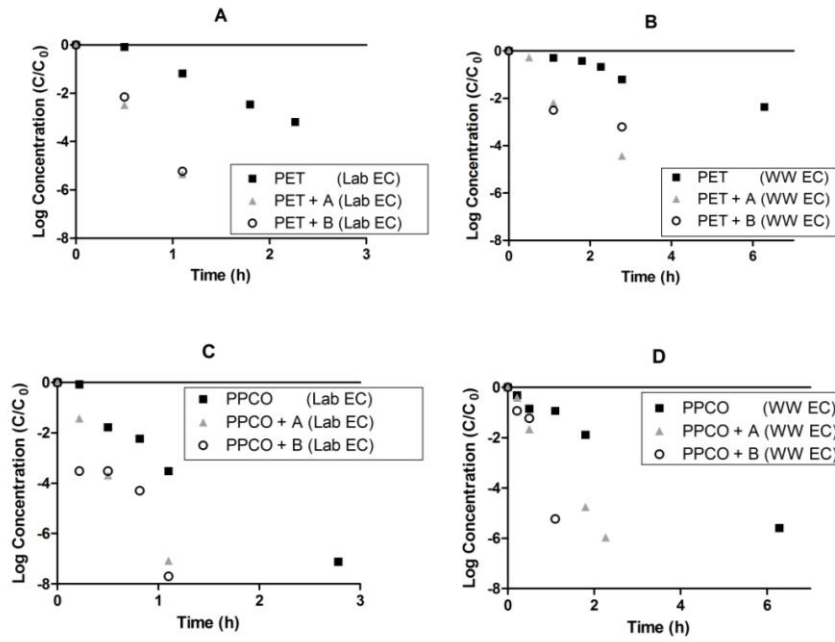 A
Log Concentration (C/C₀)
0
-2
-4
-6
-8
0
1
2
3
Time (h)
PET (Lab EC)
PET + A (Lab EC)
PET + B (Lab EC)
B
Log Concentration (C/C₀)
0
-2
-4
-6
-8
0
2
4
6
Time (h)
PET (WW EC)
PET + A (WW EC)
PET + B (WW EC)
C
Log Concentration (C/C₀)
0
-2
-4
-6
-8
0
1
2
3
Time (h)
PPCO (Lab EC)
PPCO + A (Lab EC)
PPCO + B (Lab EC)
D
Log Concentration (C/C₀)
0
-2
-4
-6
-8
0
2
4
6
Time (h)
PPCO (WW EC)
PPCO + A (WW EC)
PPCO + B (WW EC)